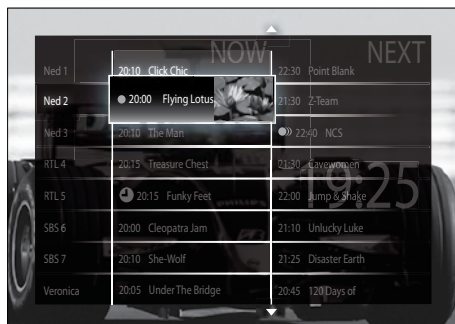 NOW NEXT
Ned 1 20:10 Click Chic 22:30 Point Blank
Ned 2 20:00 Flying Lotus 21:30 Z-Team
Ned 3 20:10 The Man 22:40 NCS
RTL 4 20:15 Treasure Chest 21:30 Cavewomen
19:25
RTL 5 20:15 Funky Feet 22:00 Jump & Shake
SBS 6 20:00 Cleopatra Jam 21:10 Unlucky Luke
SBS 7 20:10 She-Wolf 21:25 Disaster Earth
Veronica 20:05 Under The Bridge 20:45 120 Days of